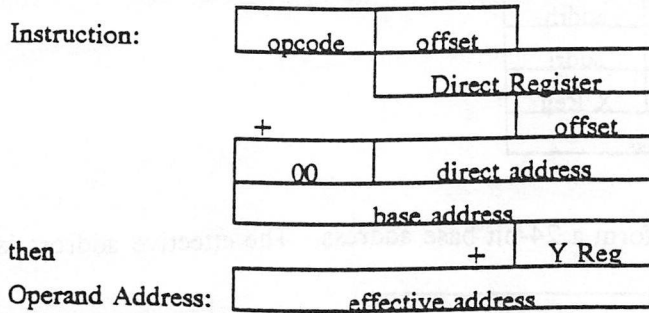 Instruction: opcode offset
Direct Register
+ offset
00 direct address
base address
then + Y Reg
Operand Address: effective address